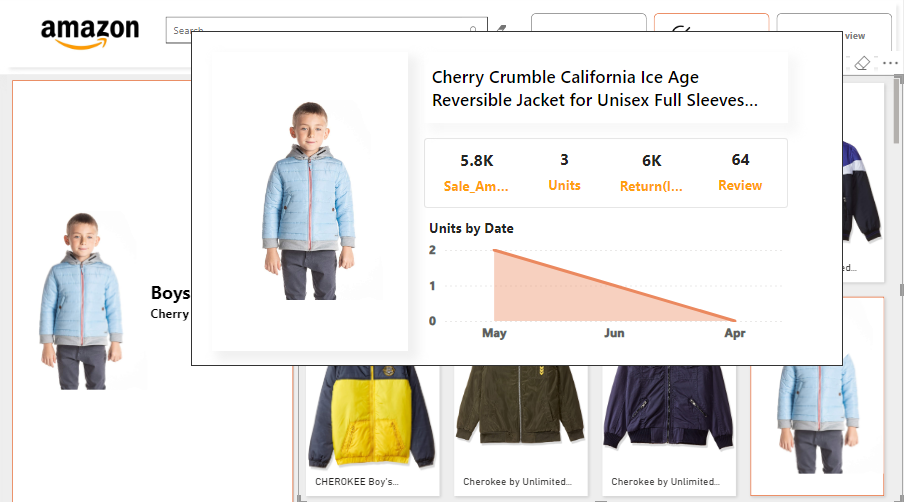 amazon
Search
view
Cherry Crumble California Ice Age
Reversible Jacket for Unisex Full Sleeves...
5.8K
3
6K
64
Sale_Am...
Units
Return(I...
Review
Units by Date
2
1
0
May
Jun
Apr
Boys
Cherry
ed...
CHEROKEE Boy's...
Cherokee by Unlimited...
Cherokee by Unlimited...